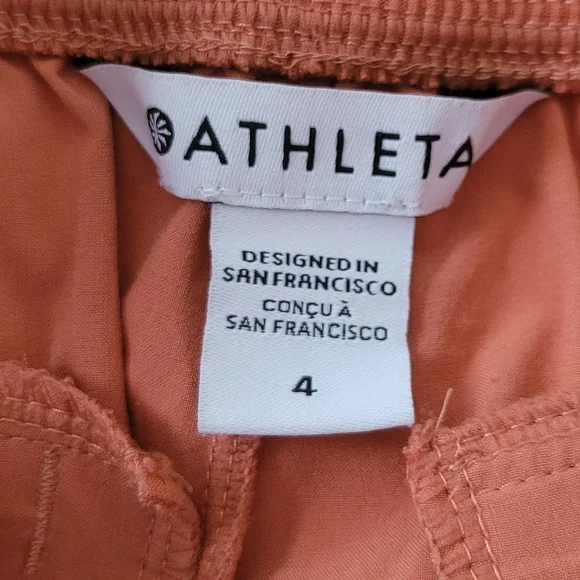 ATHLETA
DESIGNED IN
SAN FRANCISCO
CONÇU À
SAN FRANCISCO
4